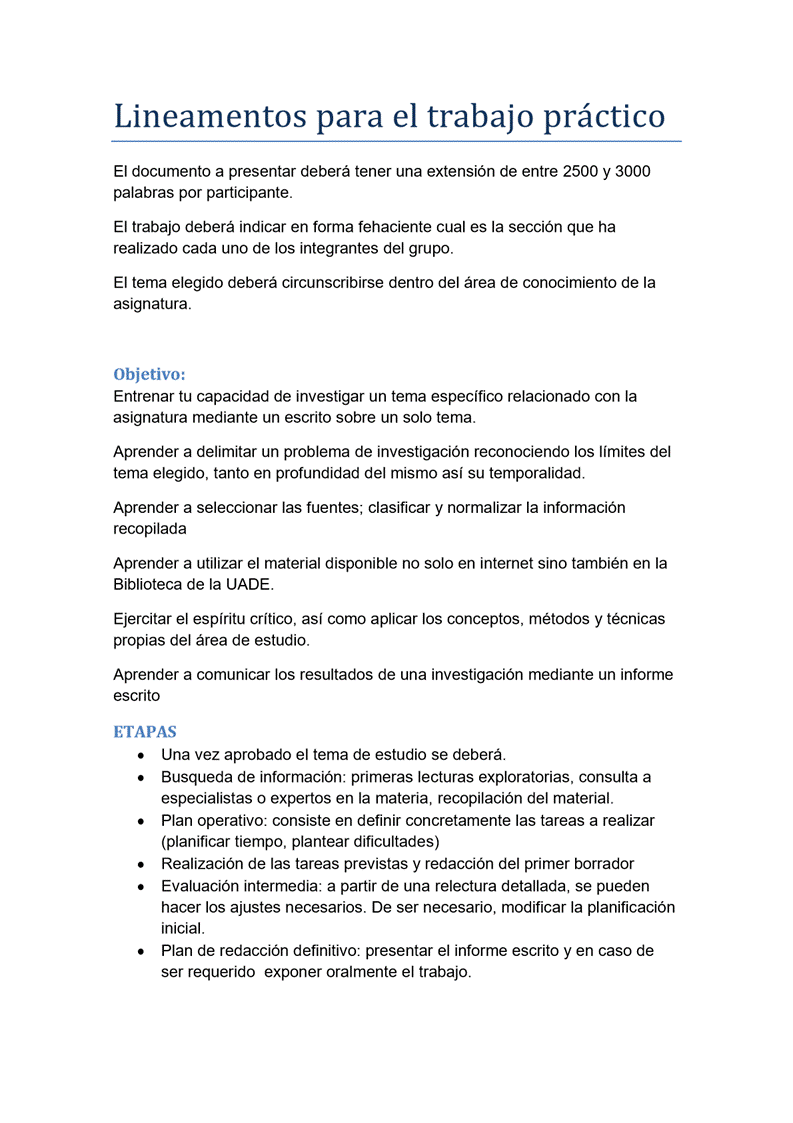 Lineamentos para el trabajo práctico
El documento a presentar deberá tener una extensión de entre 2500 y 3000
palabras por participante.
El trabajo deberá indicar en forma fehaciente cual es la sección que ha
realizado cada uno de los integrantes del grupo.
El tema elegido deberá circunscribirse dentro del área de conocimiento de la
asignatura.
Objetivo:
Entrenar tu capacidad de investigar un tema específico relacionado con la
asignatura mediante un escrito sobre un solo tema.
Aprender a delimitar un problema de investigación reconociendo los límites del
tema elegido, tanto en profundidad del mismo así su temporalidad.
Aprender a seleccionar las fuentes; clasificar y normalizar la información
recopilada
Aprender a utilizar el material disponible no solo en internet sino también en la
Biblioteca de la UADE.
Ejercitar el espíritu crítico, así como aplicar los conceptos, métodos y técnicas
propias del área de estudio.
Aprender a comunicar los resultados de una investigación mediante un informe
escrito
ETAPAS
• Una vez aprobado el tema de estudio se deberá.
• Busqueda de información: primeras lecturas exploratorias, consulta a
especialistas o expertos en la materia, recopilación del material.
• Plan operativo: consiste en definir concretamente las tareas a realizar
(planificar tiempo, plantear dificultades)
• Realización de las tareas previstas y redacción del primer borrador
• Evaluación intermedia: a partir de una relectura detallada, se pueden
hacer los ajustes necesarios. De ser necesario, modificar la planificación
inicial.
• Plan de redacción definitivo: presentar el informe escrito y en caso de
ser requerido  exponer oralmente el trabajo.